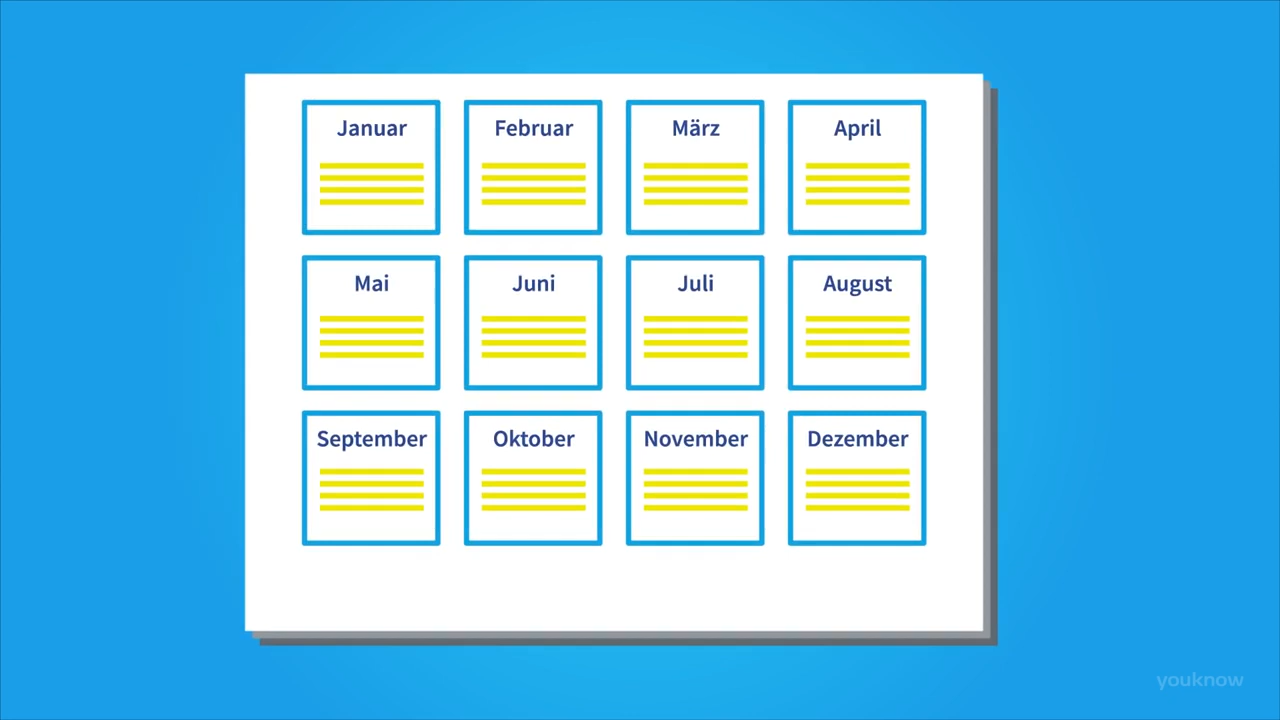 Januar
Februar
März
April
Mai
Juni
Juli
August
September
Oktober
November
Dezember
youknow